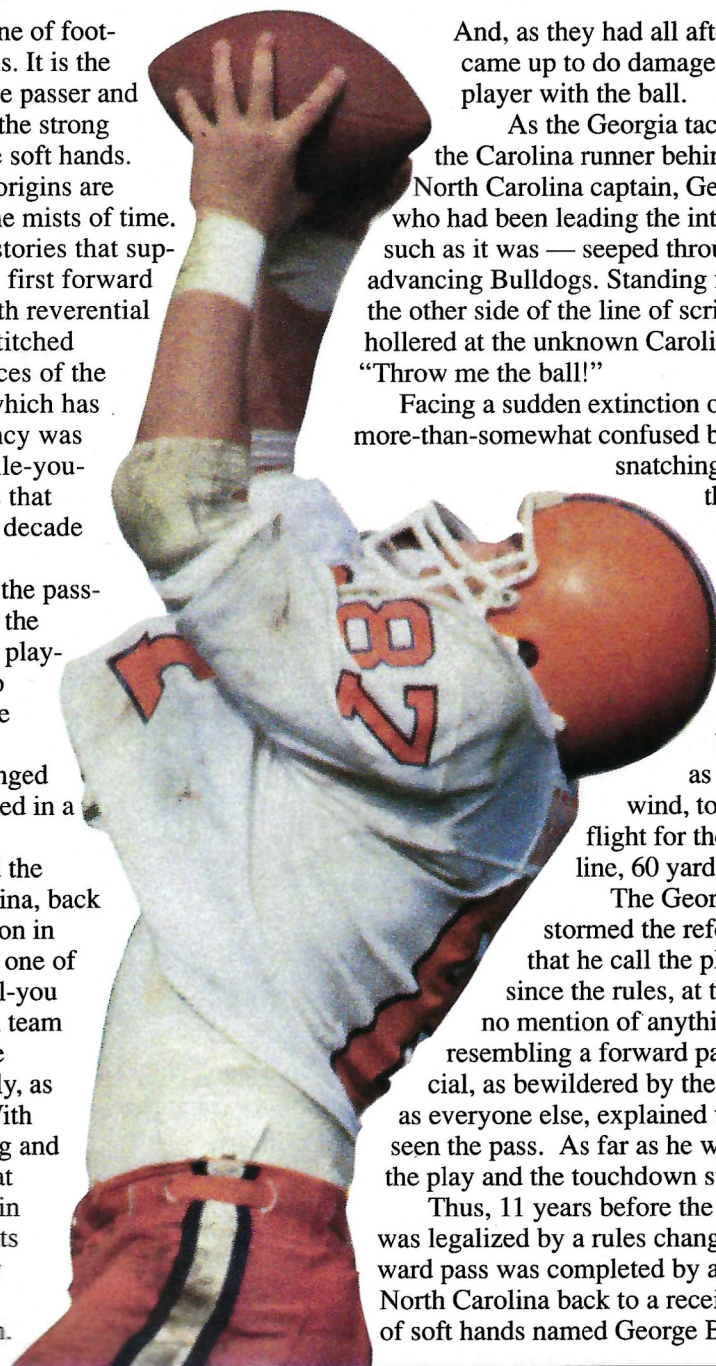 ne of foot-
s. It is the
e passer and
the strong
e soft hands.
origins are
ne mists of time.
stories that sup-
first forward
th reverential
titched
ces of the
which has
ncy was
le-you-
that
decade
the pass-
the
play-
o
e
nged
ed in a
the
ina, back
on in
one of
l-you
team
e
ly, as
With
g and
at
in
ts
n.
87
And, as they had all aft
came up to do damage
player with the ball.
As the Georgia tac
the Carolina runner behin
North Carolina captain, Ge
who had been leading the int
such as it was — seeped throu
advancing Bulldogs. Standing
the other side of the line of scri
hollered at the unknown Caroli
“Throw me the ball!”
Facing a sudden extinction o
more-than-somewhat confused b
snatching
th
as
wind, to
flight for the
line, 60 yard
The Geor
stormed the refe
that he call the pl
since the rules, at t
no mention of anythi
resembling a forward pa
cial, as bewildered by the
as everyone else, explained
seen the pass. As far as he w
the play and the touchdown s
Thus, 11 years before the
was legalized by a rules chang
ward pass was completed by a
North Carolina back to a recei
of soft hands named George B